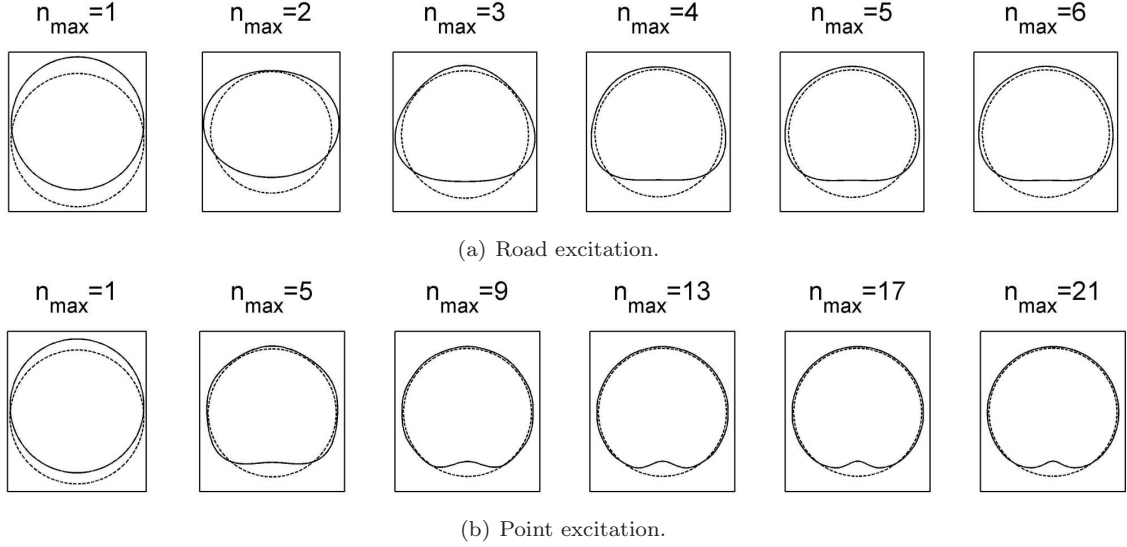 n_max=1 n_max=2 n_max=3 n_max=4 n_max=5 n_max=6
(a) Road excitation.
n_max=1 n_max=5 n_max=9 n_max=13 n_max=17 n_max=21
(b) Point excitation.